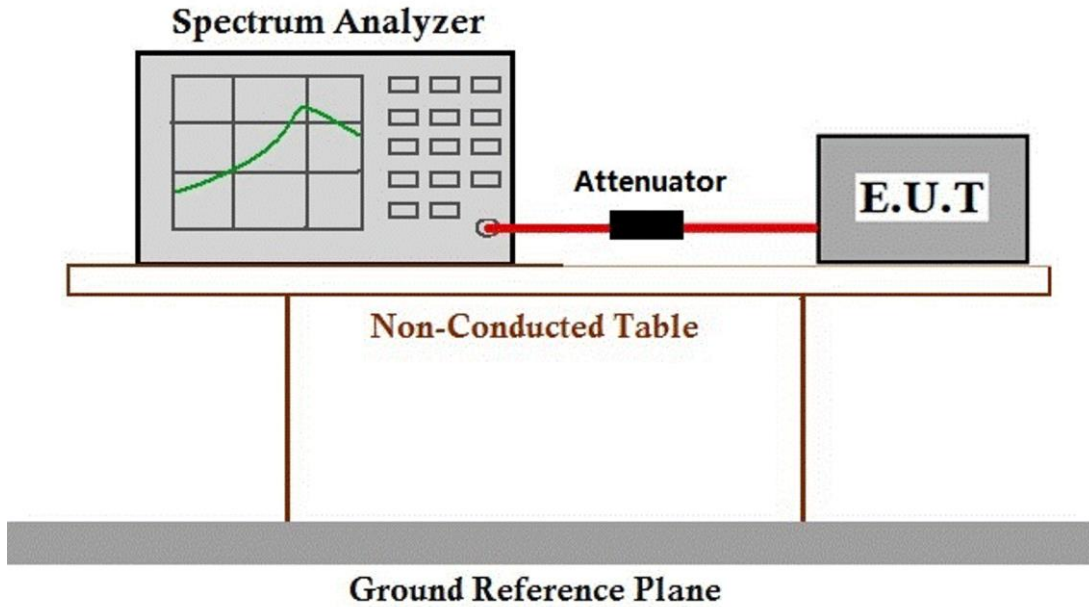 Spectrum Analyzer
Attenuator
E.U.T
Non-Conducted Table
Ground Reference Plane